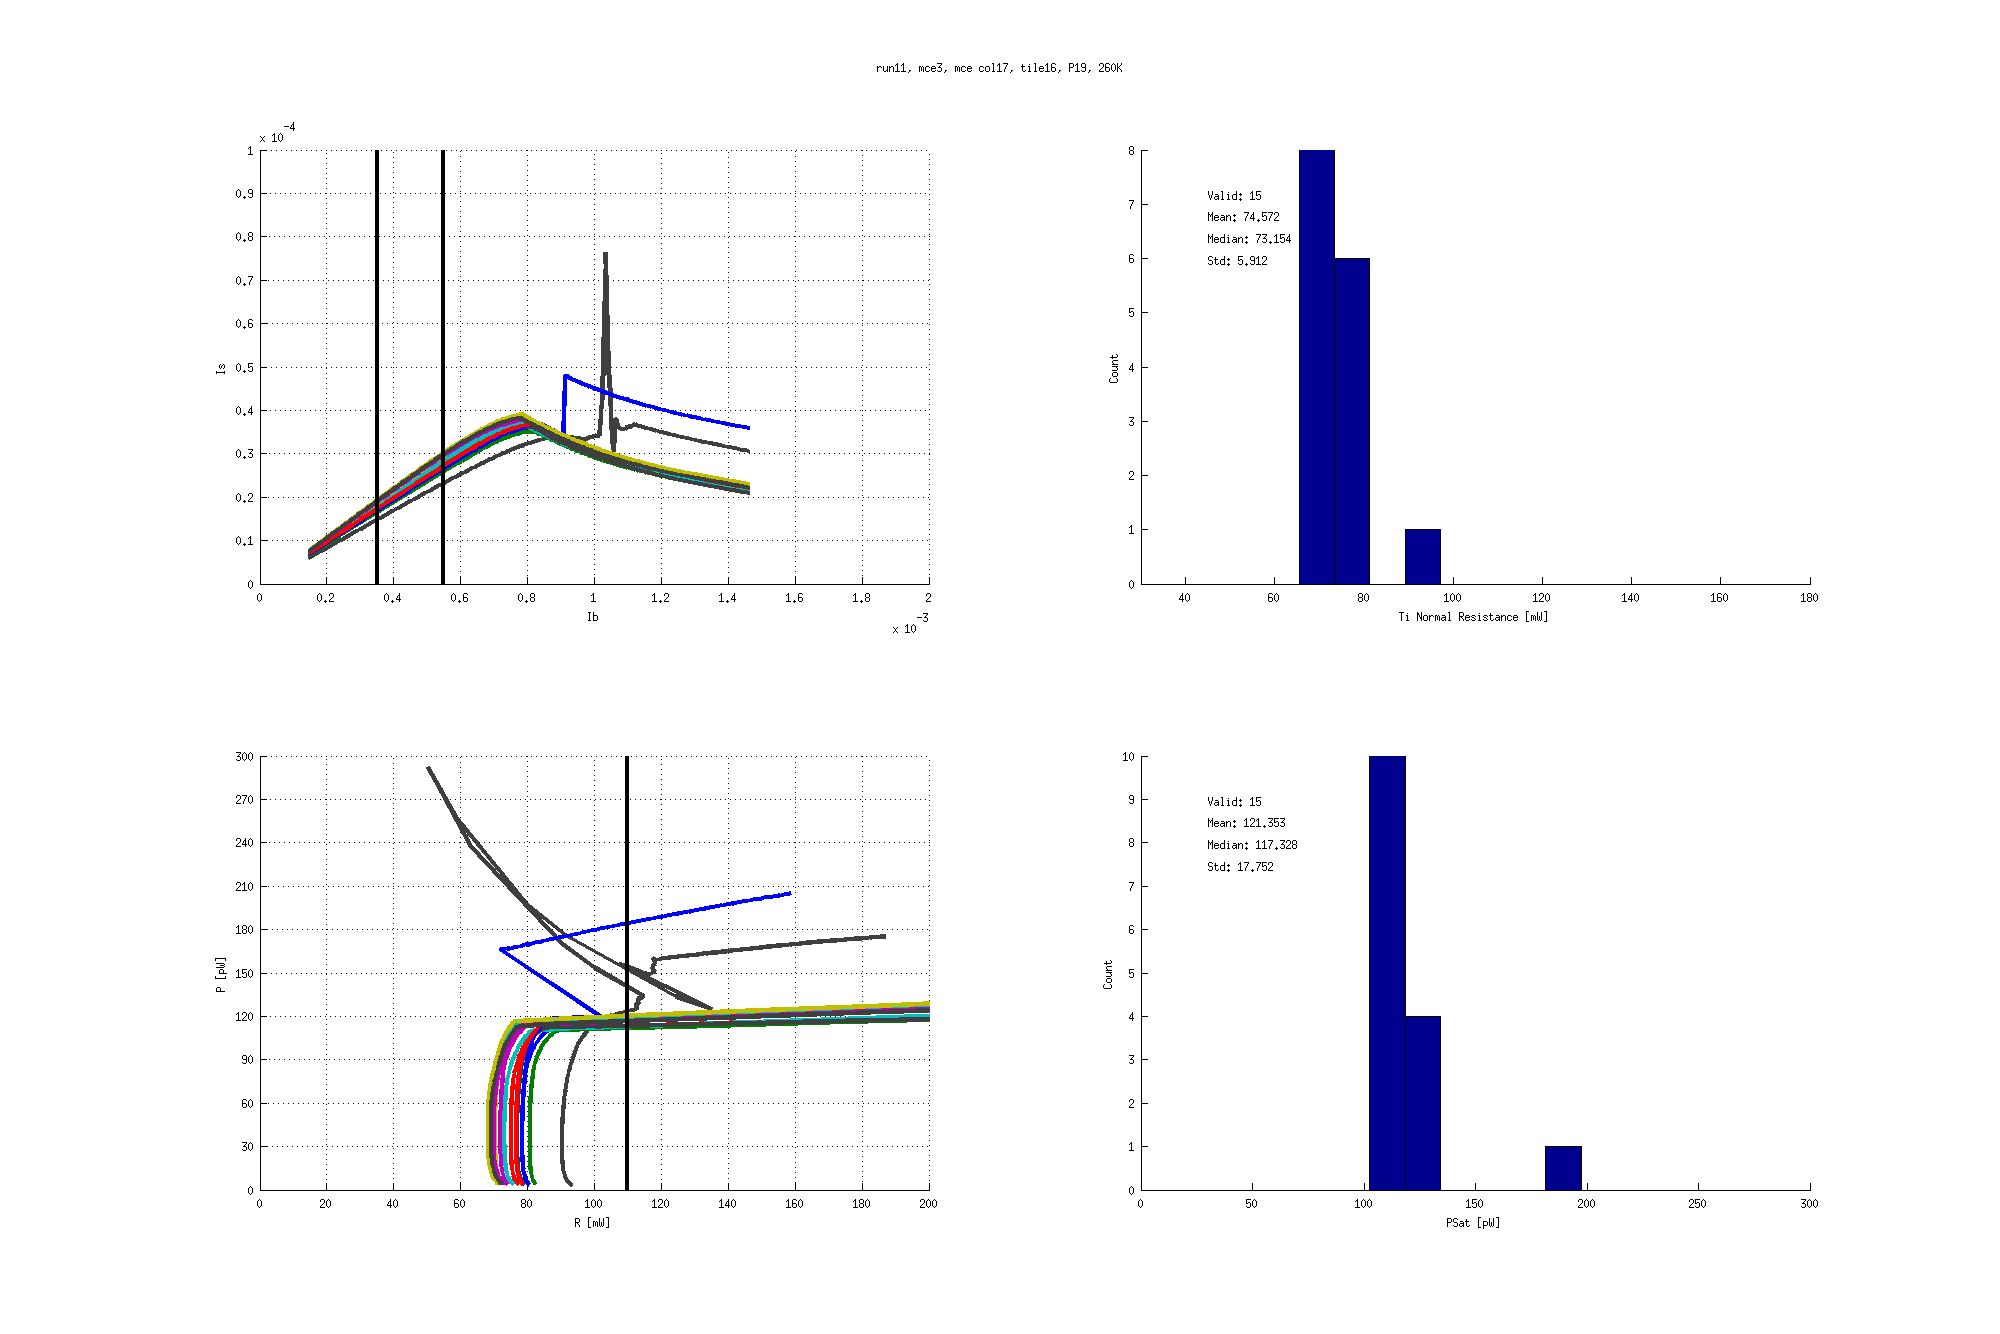 run11, mce3, mce col17, tile16, P19, 260K
x 10^-4
1
0.9
0.8
0.7
0.6
0.5
0.4
0.3
0.2
0.1
0
Is
0 0.2 0.4 0.6 0.8 1 1.2 1.4 1.6 1.8 2
Ib
x 10^-3
8
7
6
5
4
3
2
1
0
Count
Valid: 15
Mean: 74.572
Median: 73.154
Std: 5.912
40 60 80 100 120 140 160 180
Ti Normal Resistance [mW]
300
270
240
210
180
150
120
90
60
30
0
P [pW]
0 20 40 60 80 100 120 140 160 180 200
R [mW]
10
9
8
7
6
5
4
3
2
1
0
Count
Valid: 15
Mean: 121.353
Median: 117.328
Std: 17.752
0 50 100 150 200 250 300
PSat [pW]